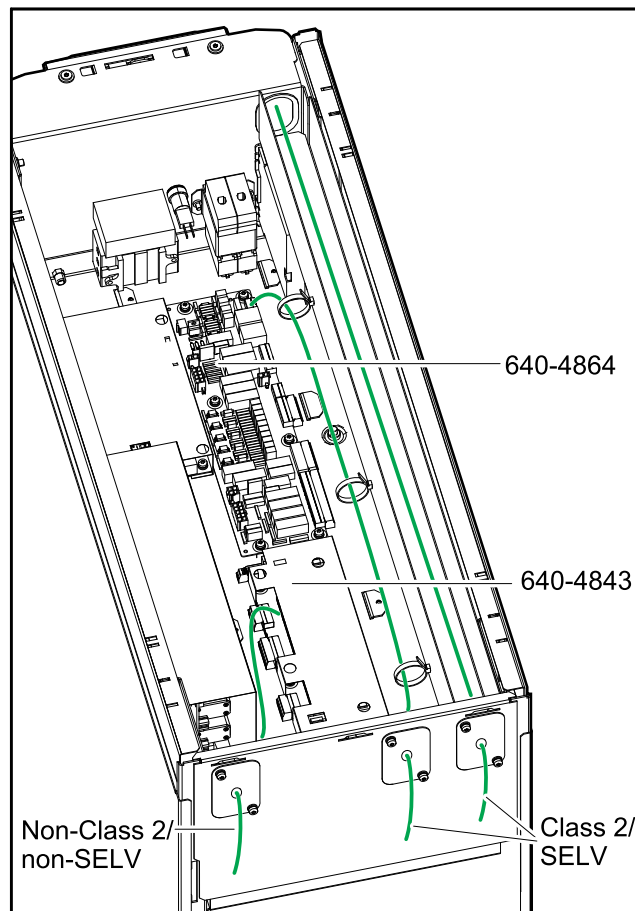 640-4864
640-4843
Non-Class 2/
non-SELV
Class 2/
SELV